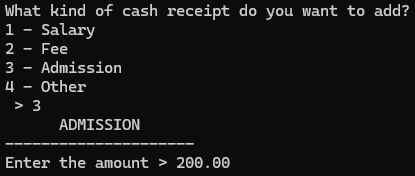 What kind of cash receipt do you want to add?
1 - Salary
2 - Fee
3 - Admission
4 - Other
 > 3
      ADMISSION
---------------------
Enter the amount > 200.00